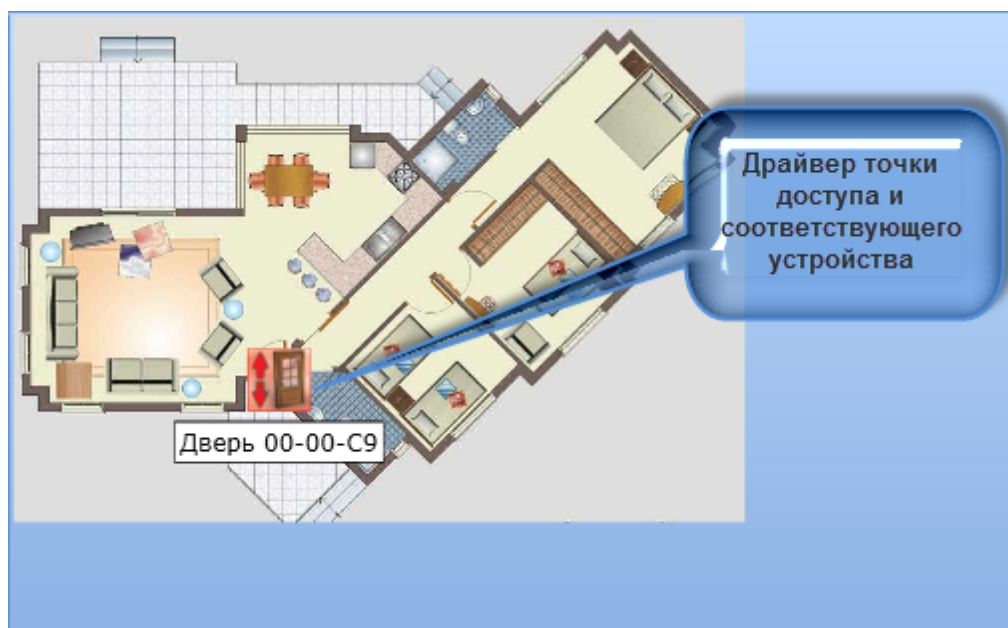 Драйвер точки
доступа и
соответствующего
устройства
Дверь 00-00-C9